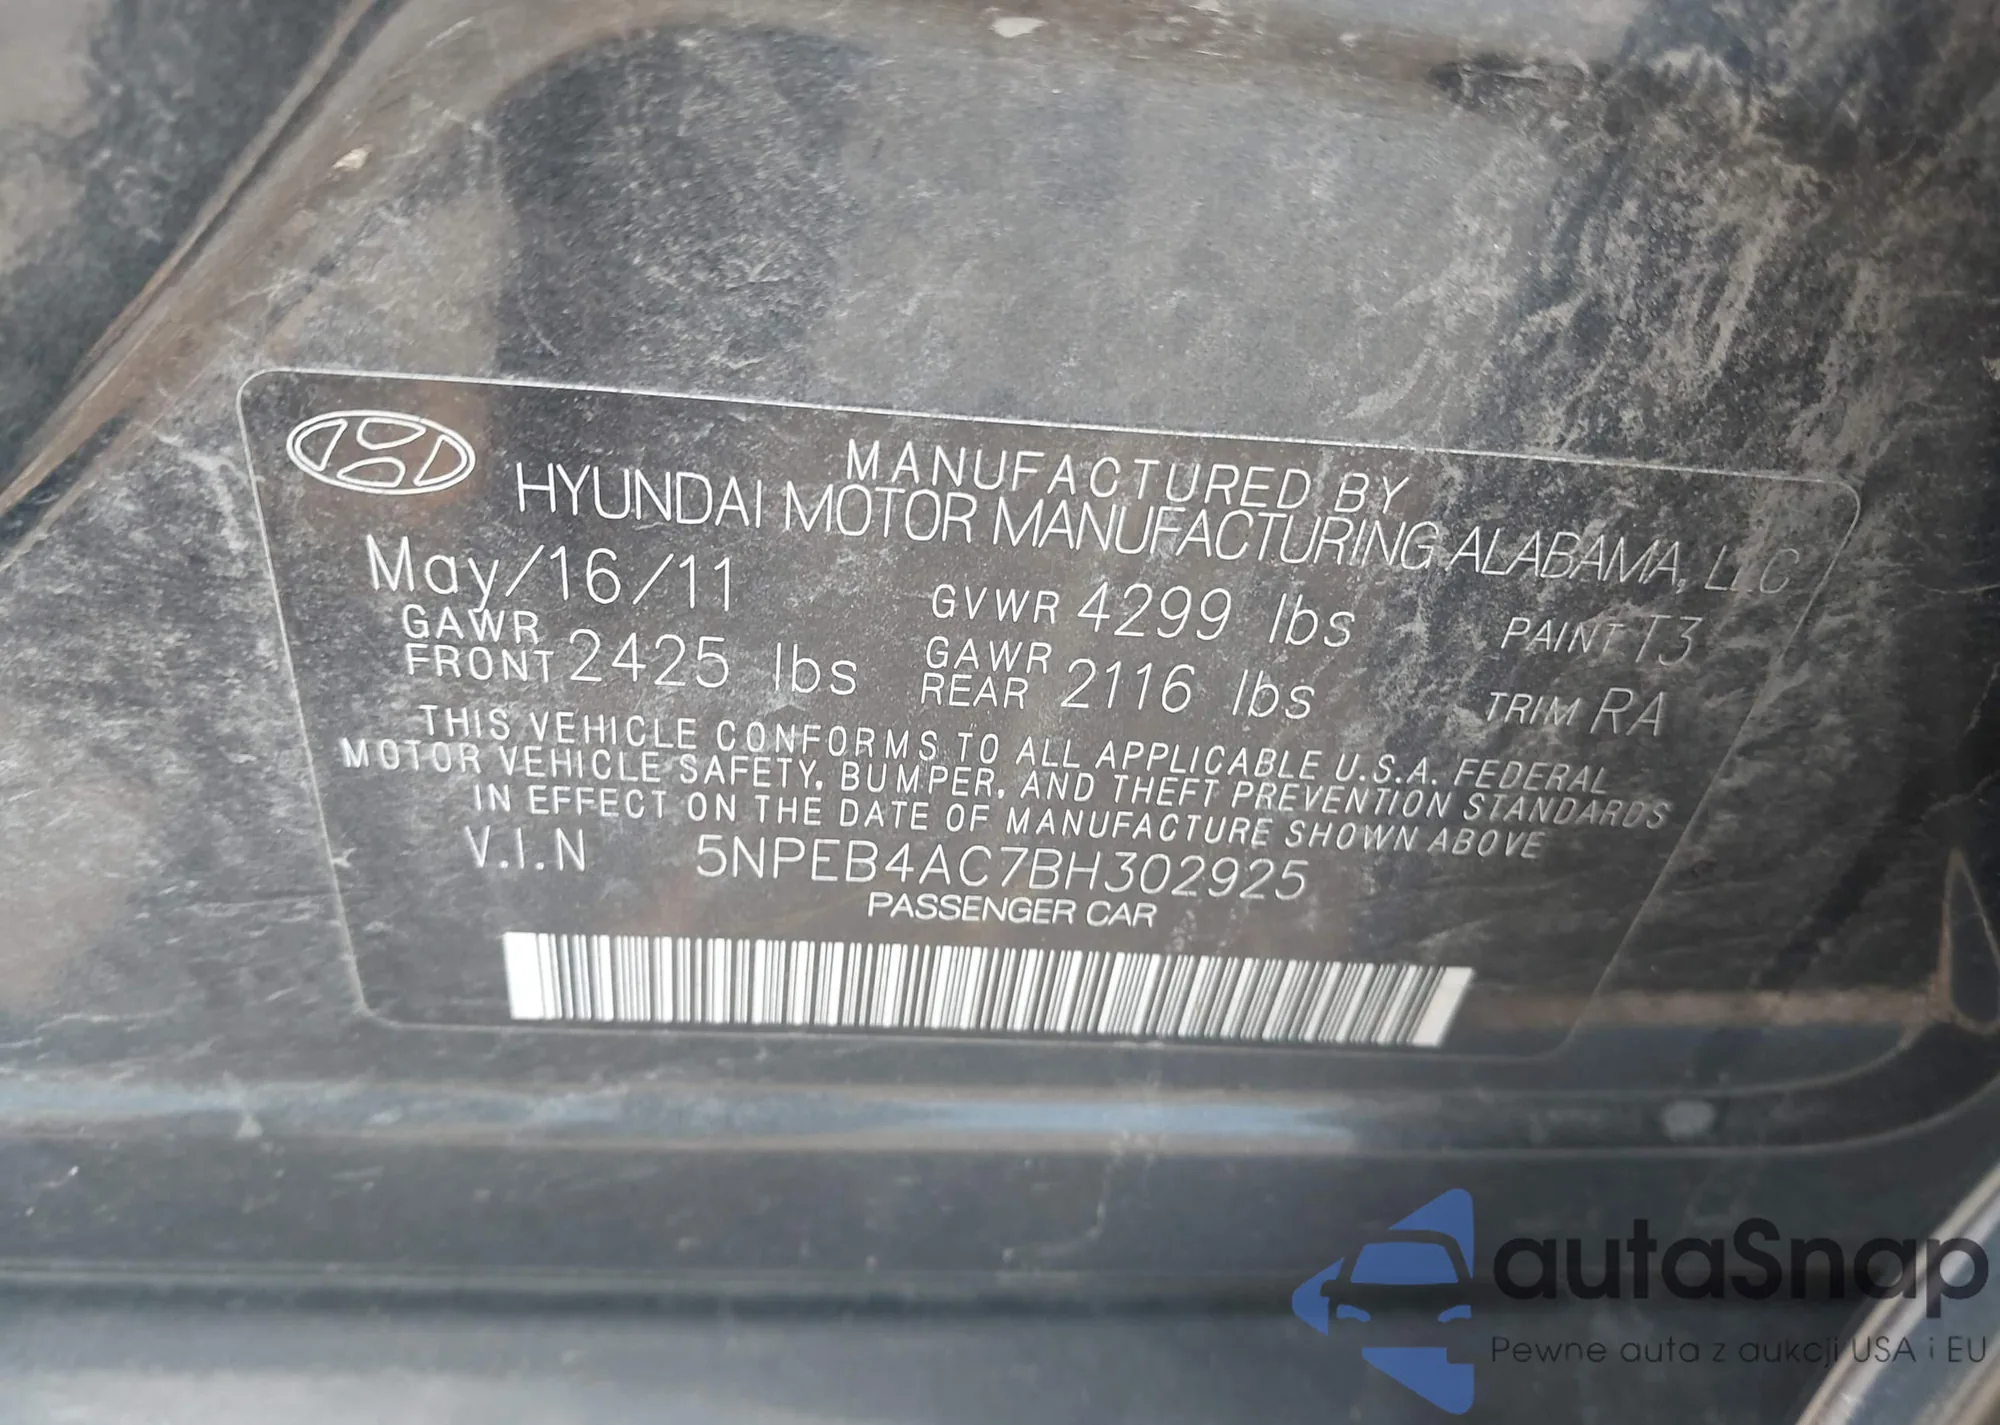 MANUFACTURED BY
HYUNDAI MOTOR MANUFACTURING ALABAMA, LLC
May/16/11 GVWR 4299 lbs PAINT T3
GAWR FRONT 2425 lbs GAWR REAR 2116 lbs TRIM RA
THIS VEHICLE CONFORMS TO ALL APPLICABLE U.S.A. FEDERAL
MOTOR VEHICLE SAFETY, BUMPER, AND THEFT PREVENTION STANDARDS
IN EFFECT ON THE DATE OF MANUFACTURE SHOWN ABOVE
V.I.N 5NPEB4AC7BH302925
PASSENGER CAR
autaSnap
Pewne auta z aukcji USA i EU